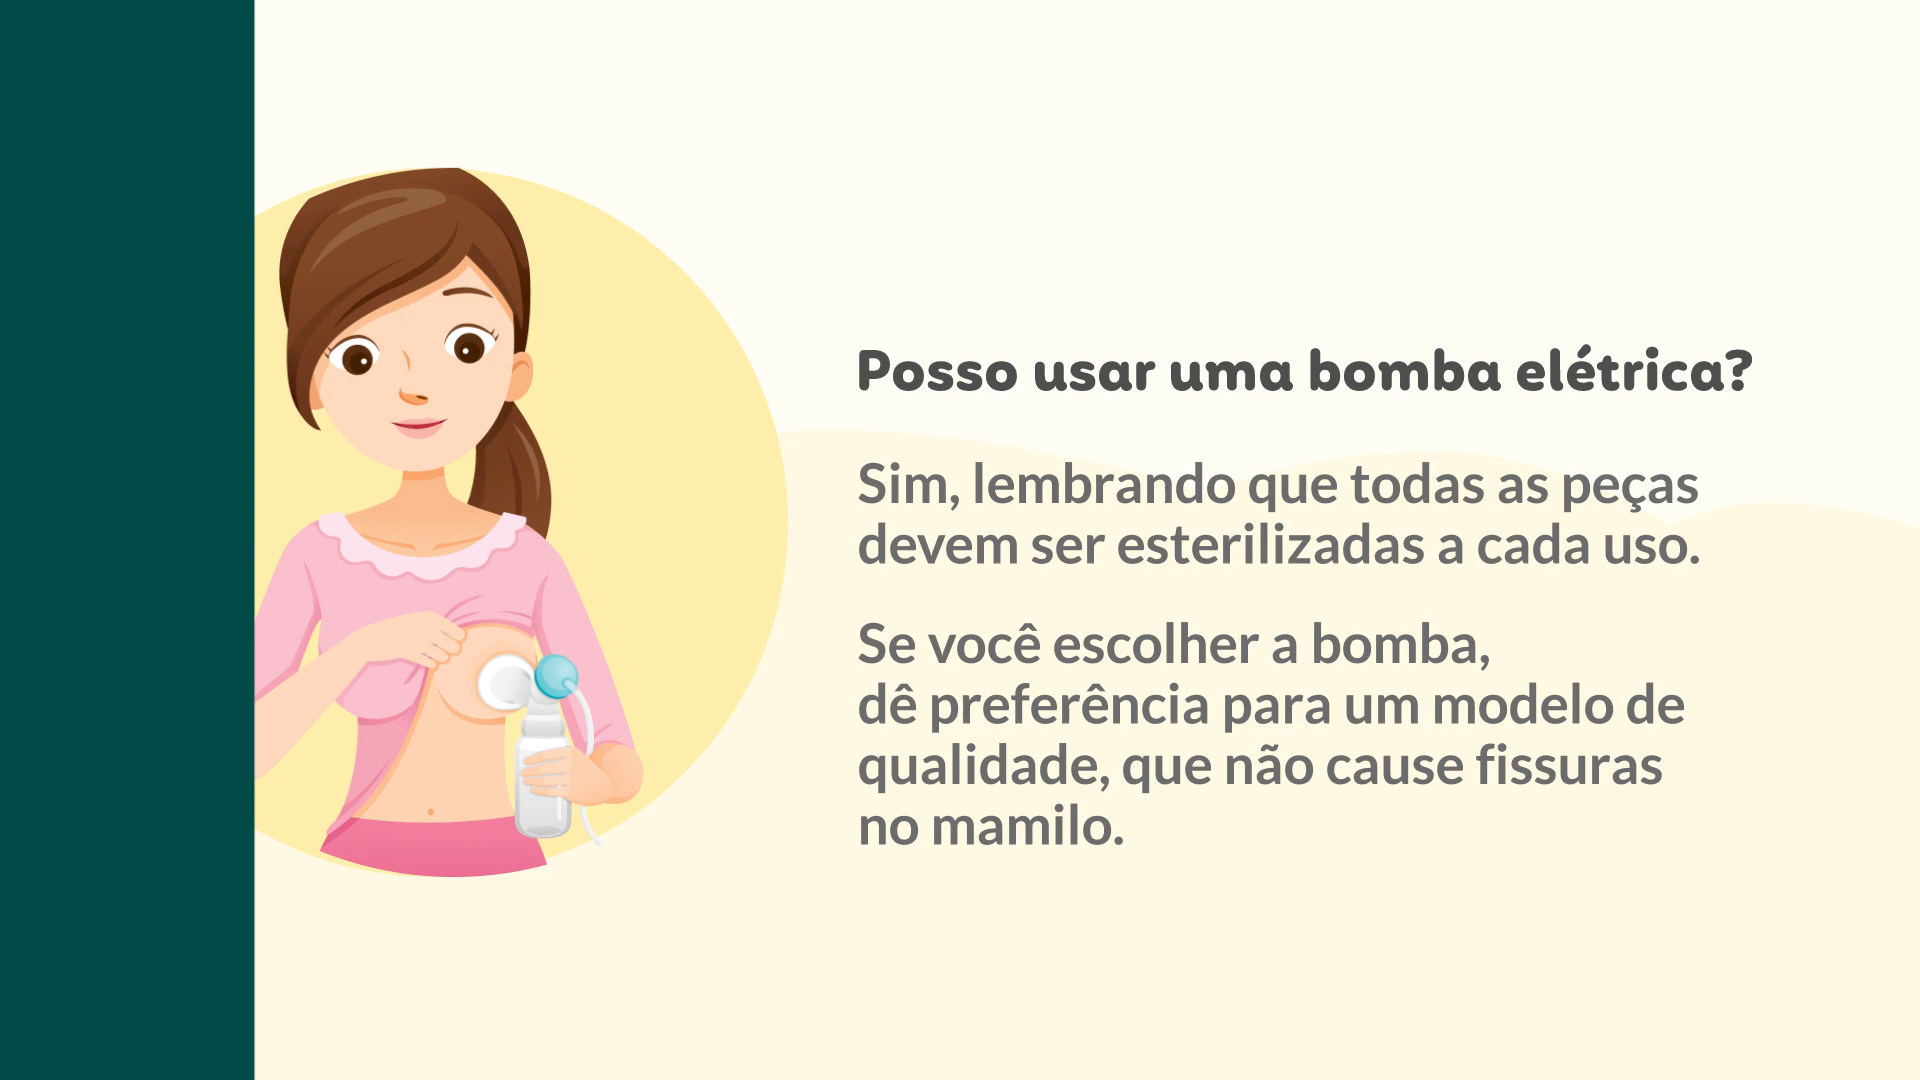 Posso usar uma bomba elétrica?
Sim, lembrando que todas as peças
devem ser esterilizadas a cada uso.
Se você escolher a bomba,
dê preferência para um modelo de
qualidade, que não cause fissuras
no mamilo.